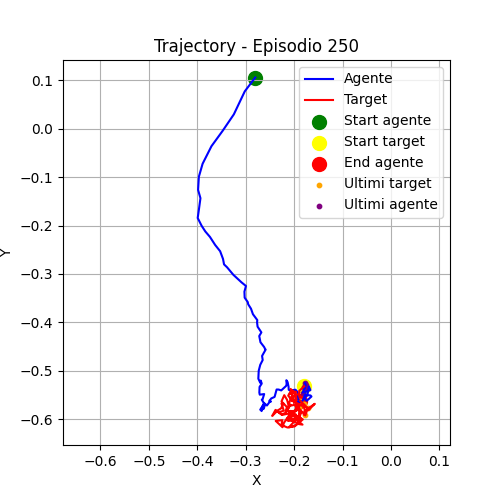 Trajectory - Episodio 250
Agente
Target
Start agente
Start target
End agente
Ultimi target
Ultimi agente
0.1
0.0
−0.1
−0.2
−0.3
−0.4
−0.5
−0.6
Y
−0.6 −0.5 −0.4 −0.3 −0.2 −0.1 0.0 0.1
X